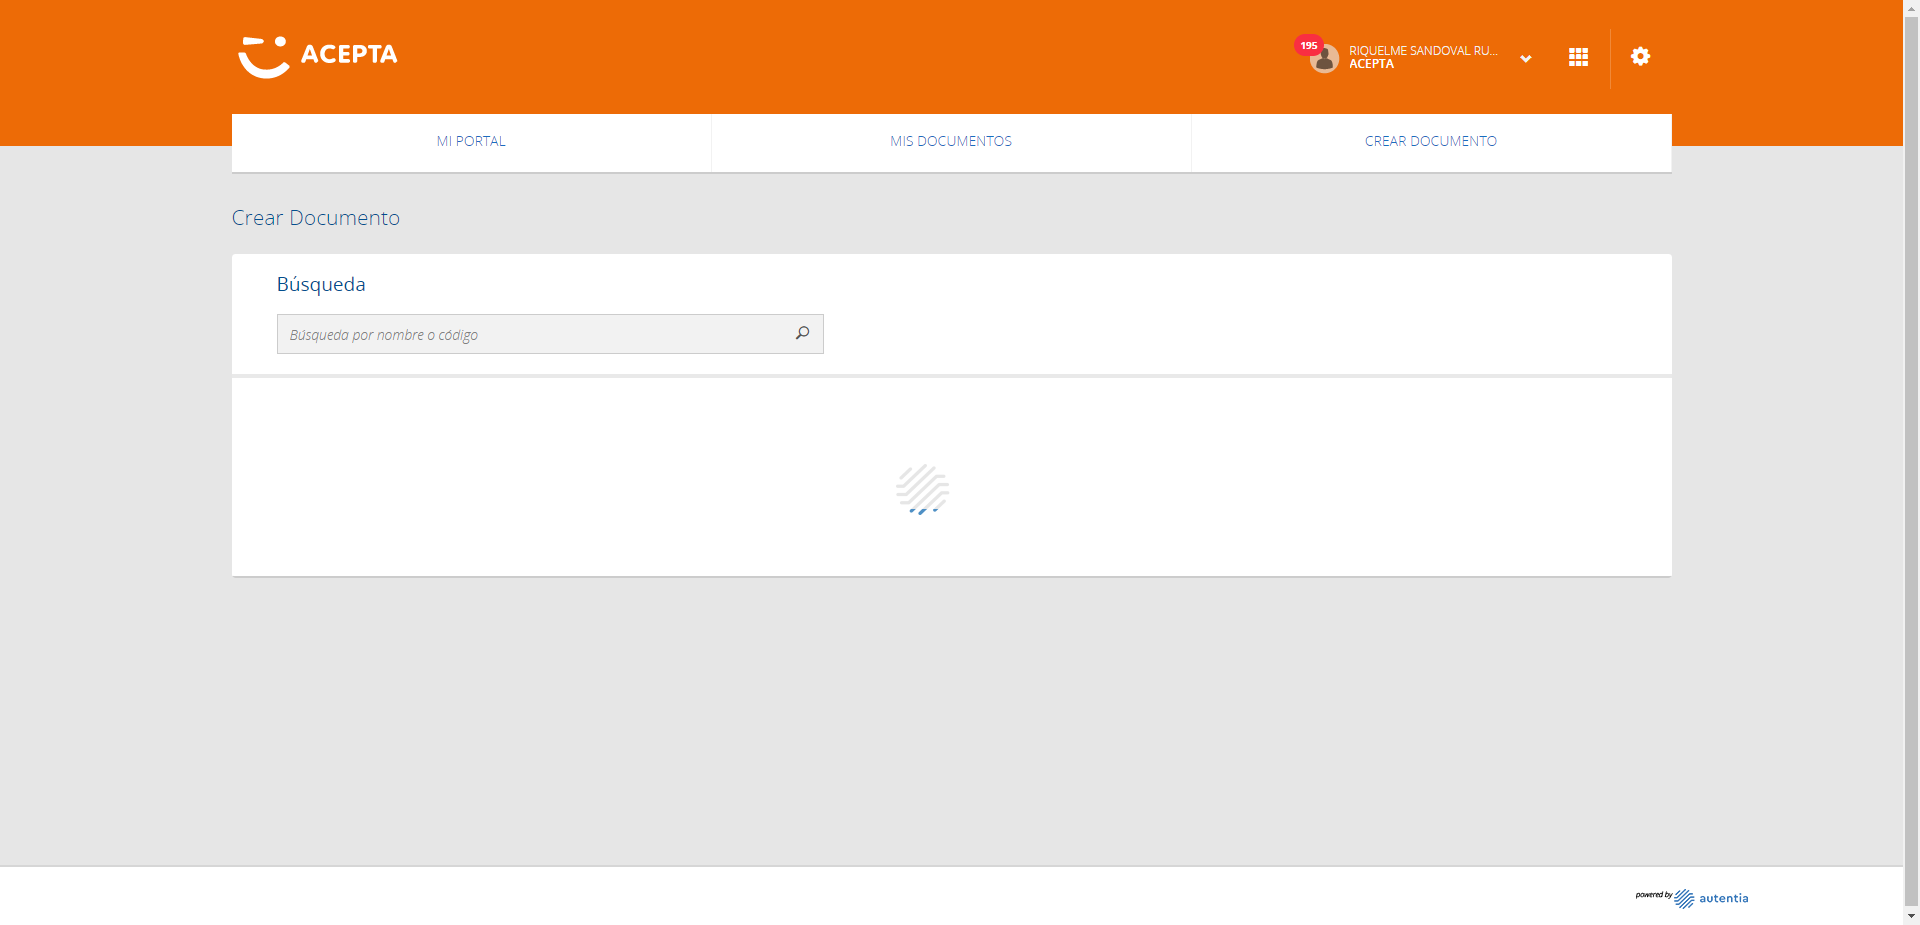 ACEPTA
195
RIQUELME SANDOVAL RU...
ACEPTA
MI PORTAL
MIS DOCUMENTOS
CREAR DOCUMENTO
Crear Documento
Búsqueda
Búsqueda por nombre o código
powered by autentia